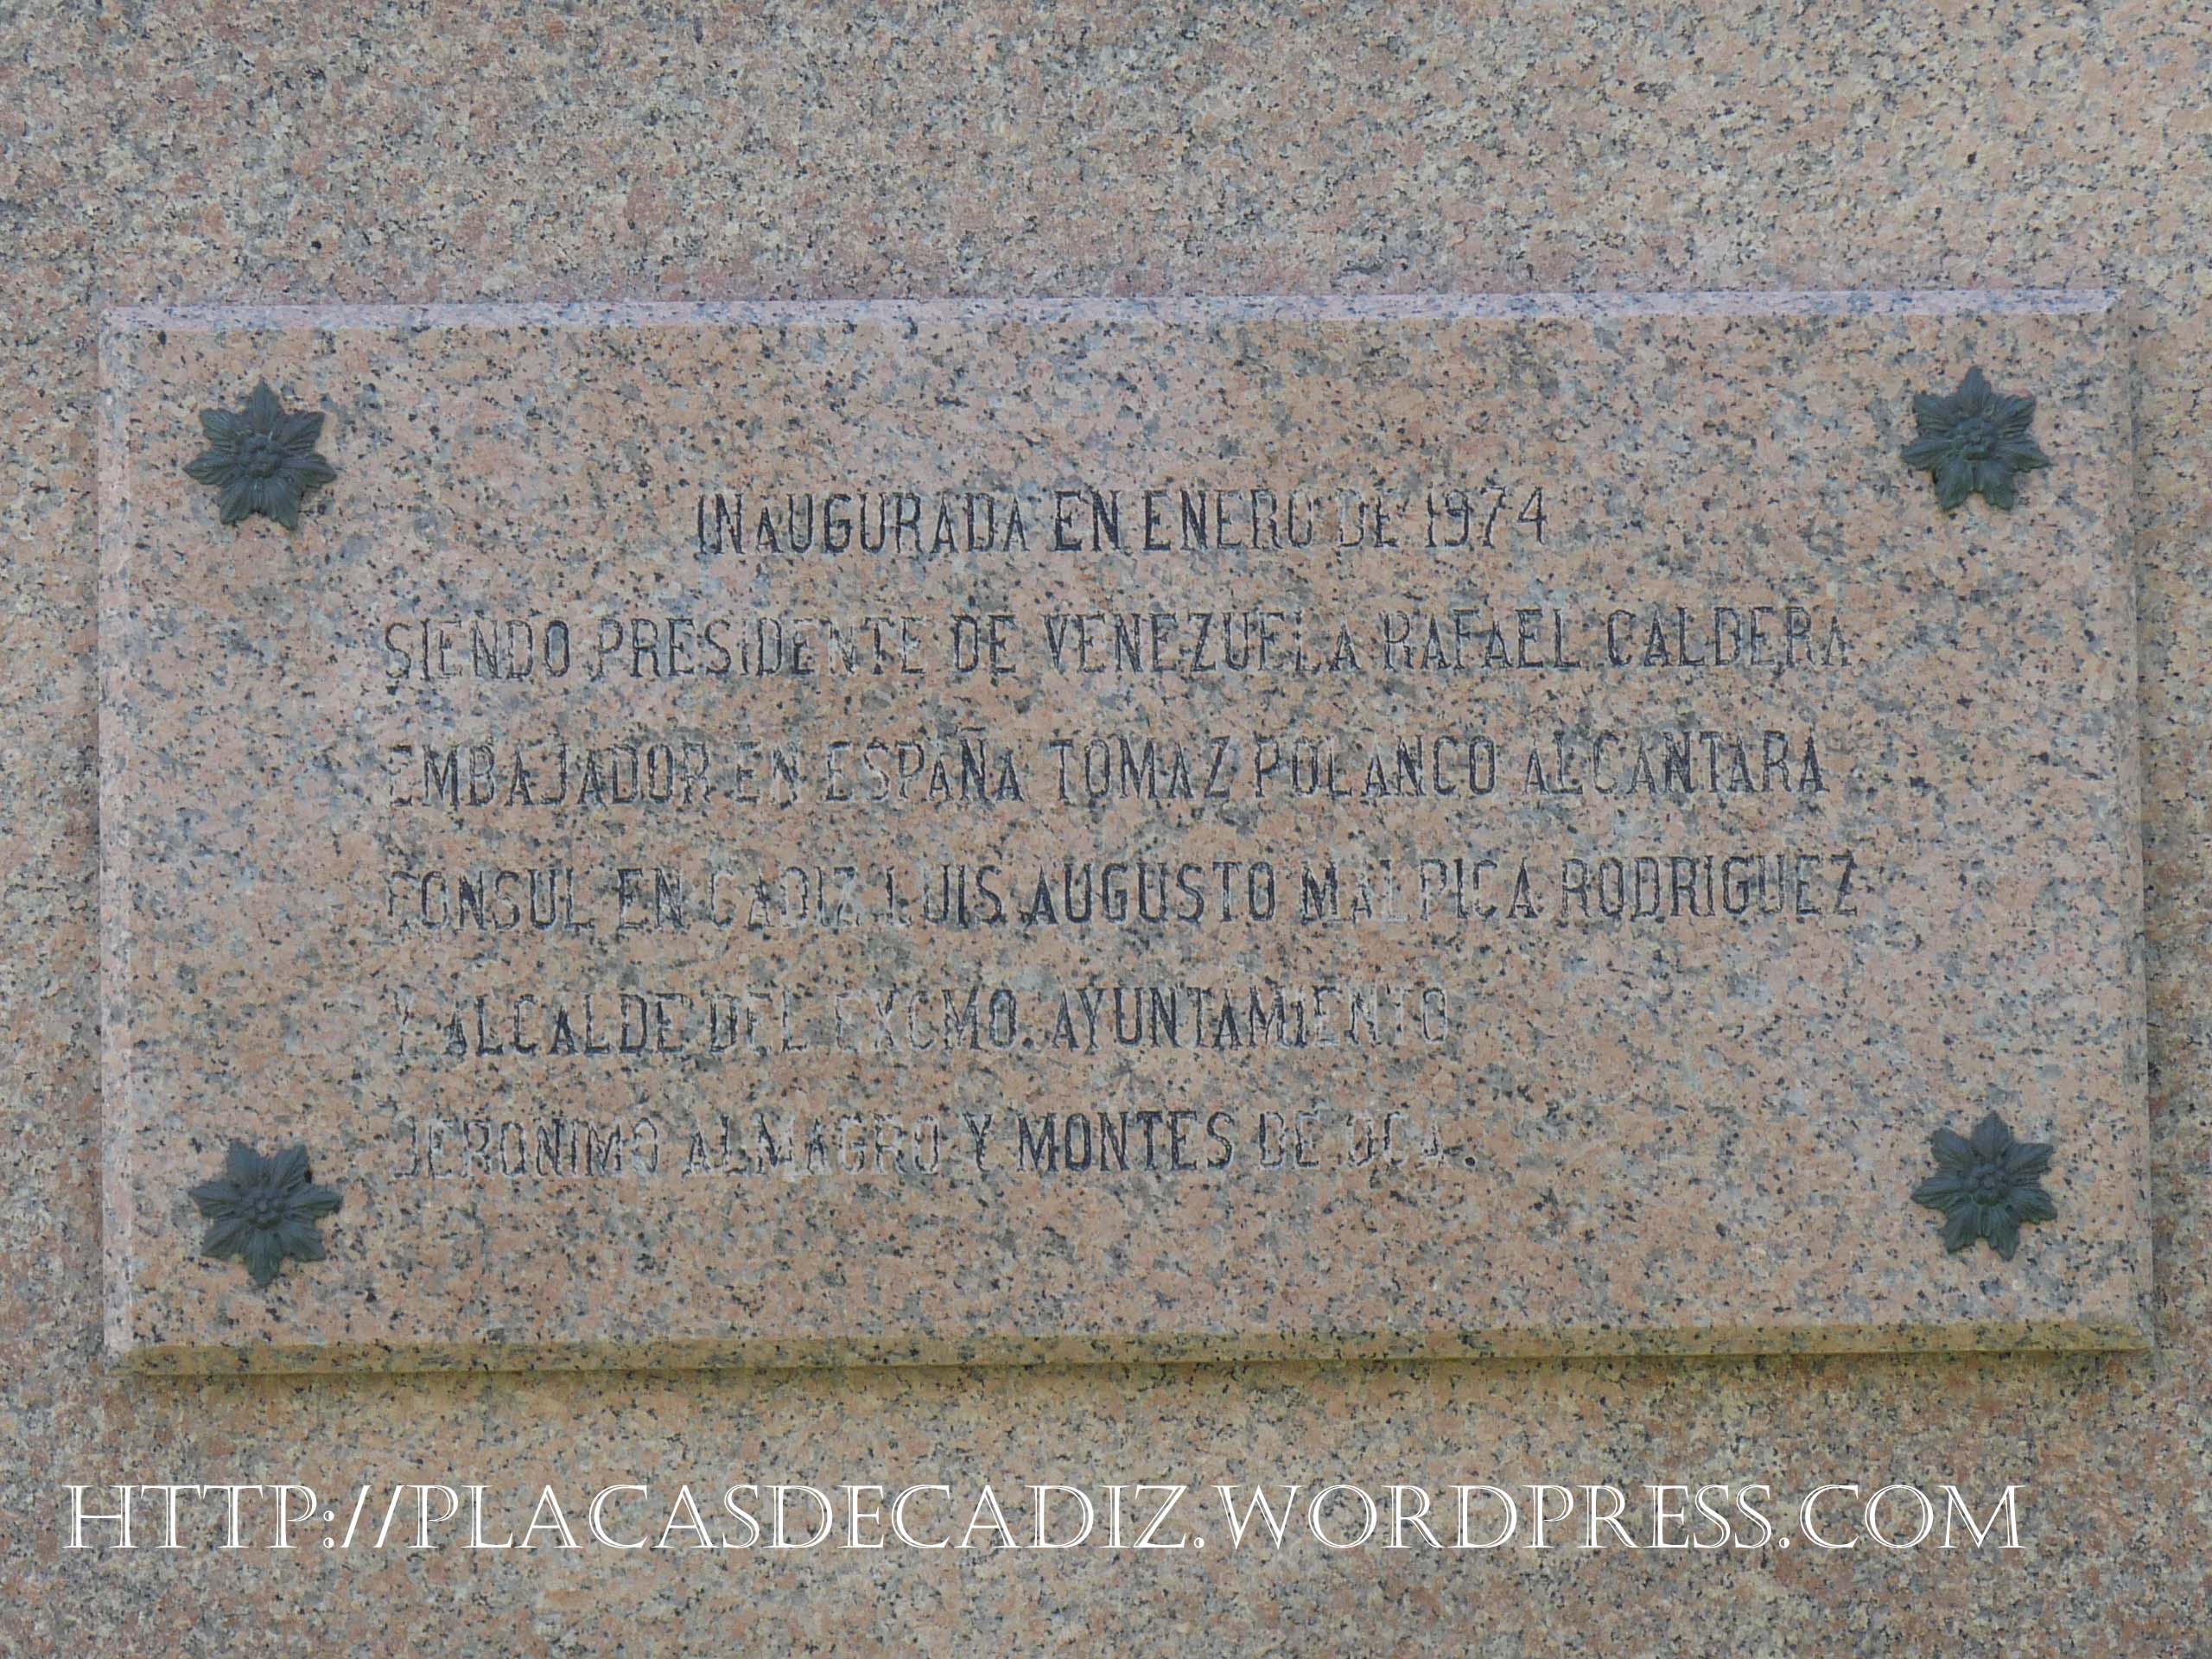 INAUGURADA EN ENERO DE 1974
SIENDO PRESIDENTE DE VENEZUELA RAFAEL CALDERA
EMBAJADOR EN ESPAÑA TOMAZ POLANCO ALCANTARA
CONSUL EN CADIZ LUIS AUGUSTO MALPICA RODRIGUEZ
Y ALCALDE DEL EXCMO. AYUNTAMIENTO
JERONIMO ALMAGRO Y MONTES DE OCA.
HTTP://PLACASDECADIZ.WORDPRESS.COM